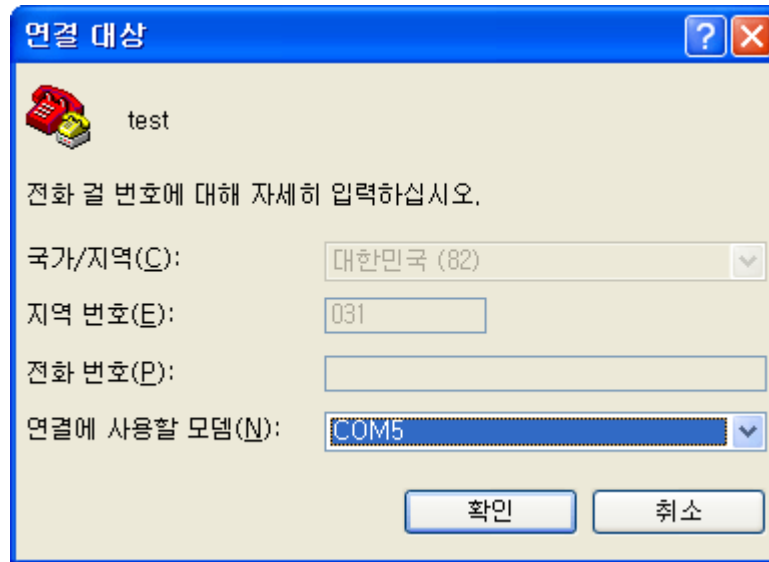 연결 대상
test
전화 걸 번호에 대해 자세히 입력하십시오.
국가/지역(C): 대한민국 (82)
지역 번호(E): 031
전화 번호(P):
연결에 사용할 모뎀(N): COM5
확인 취소